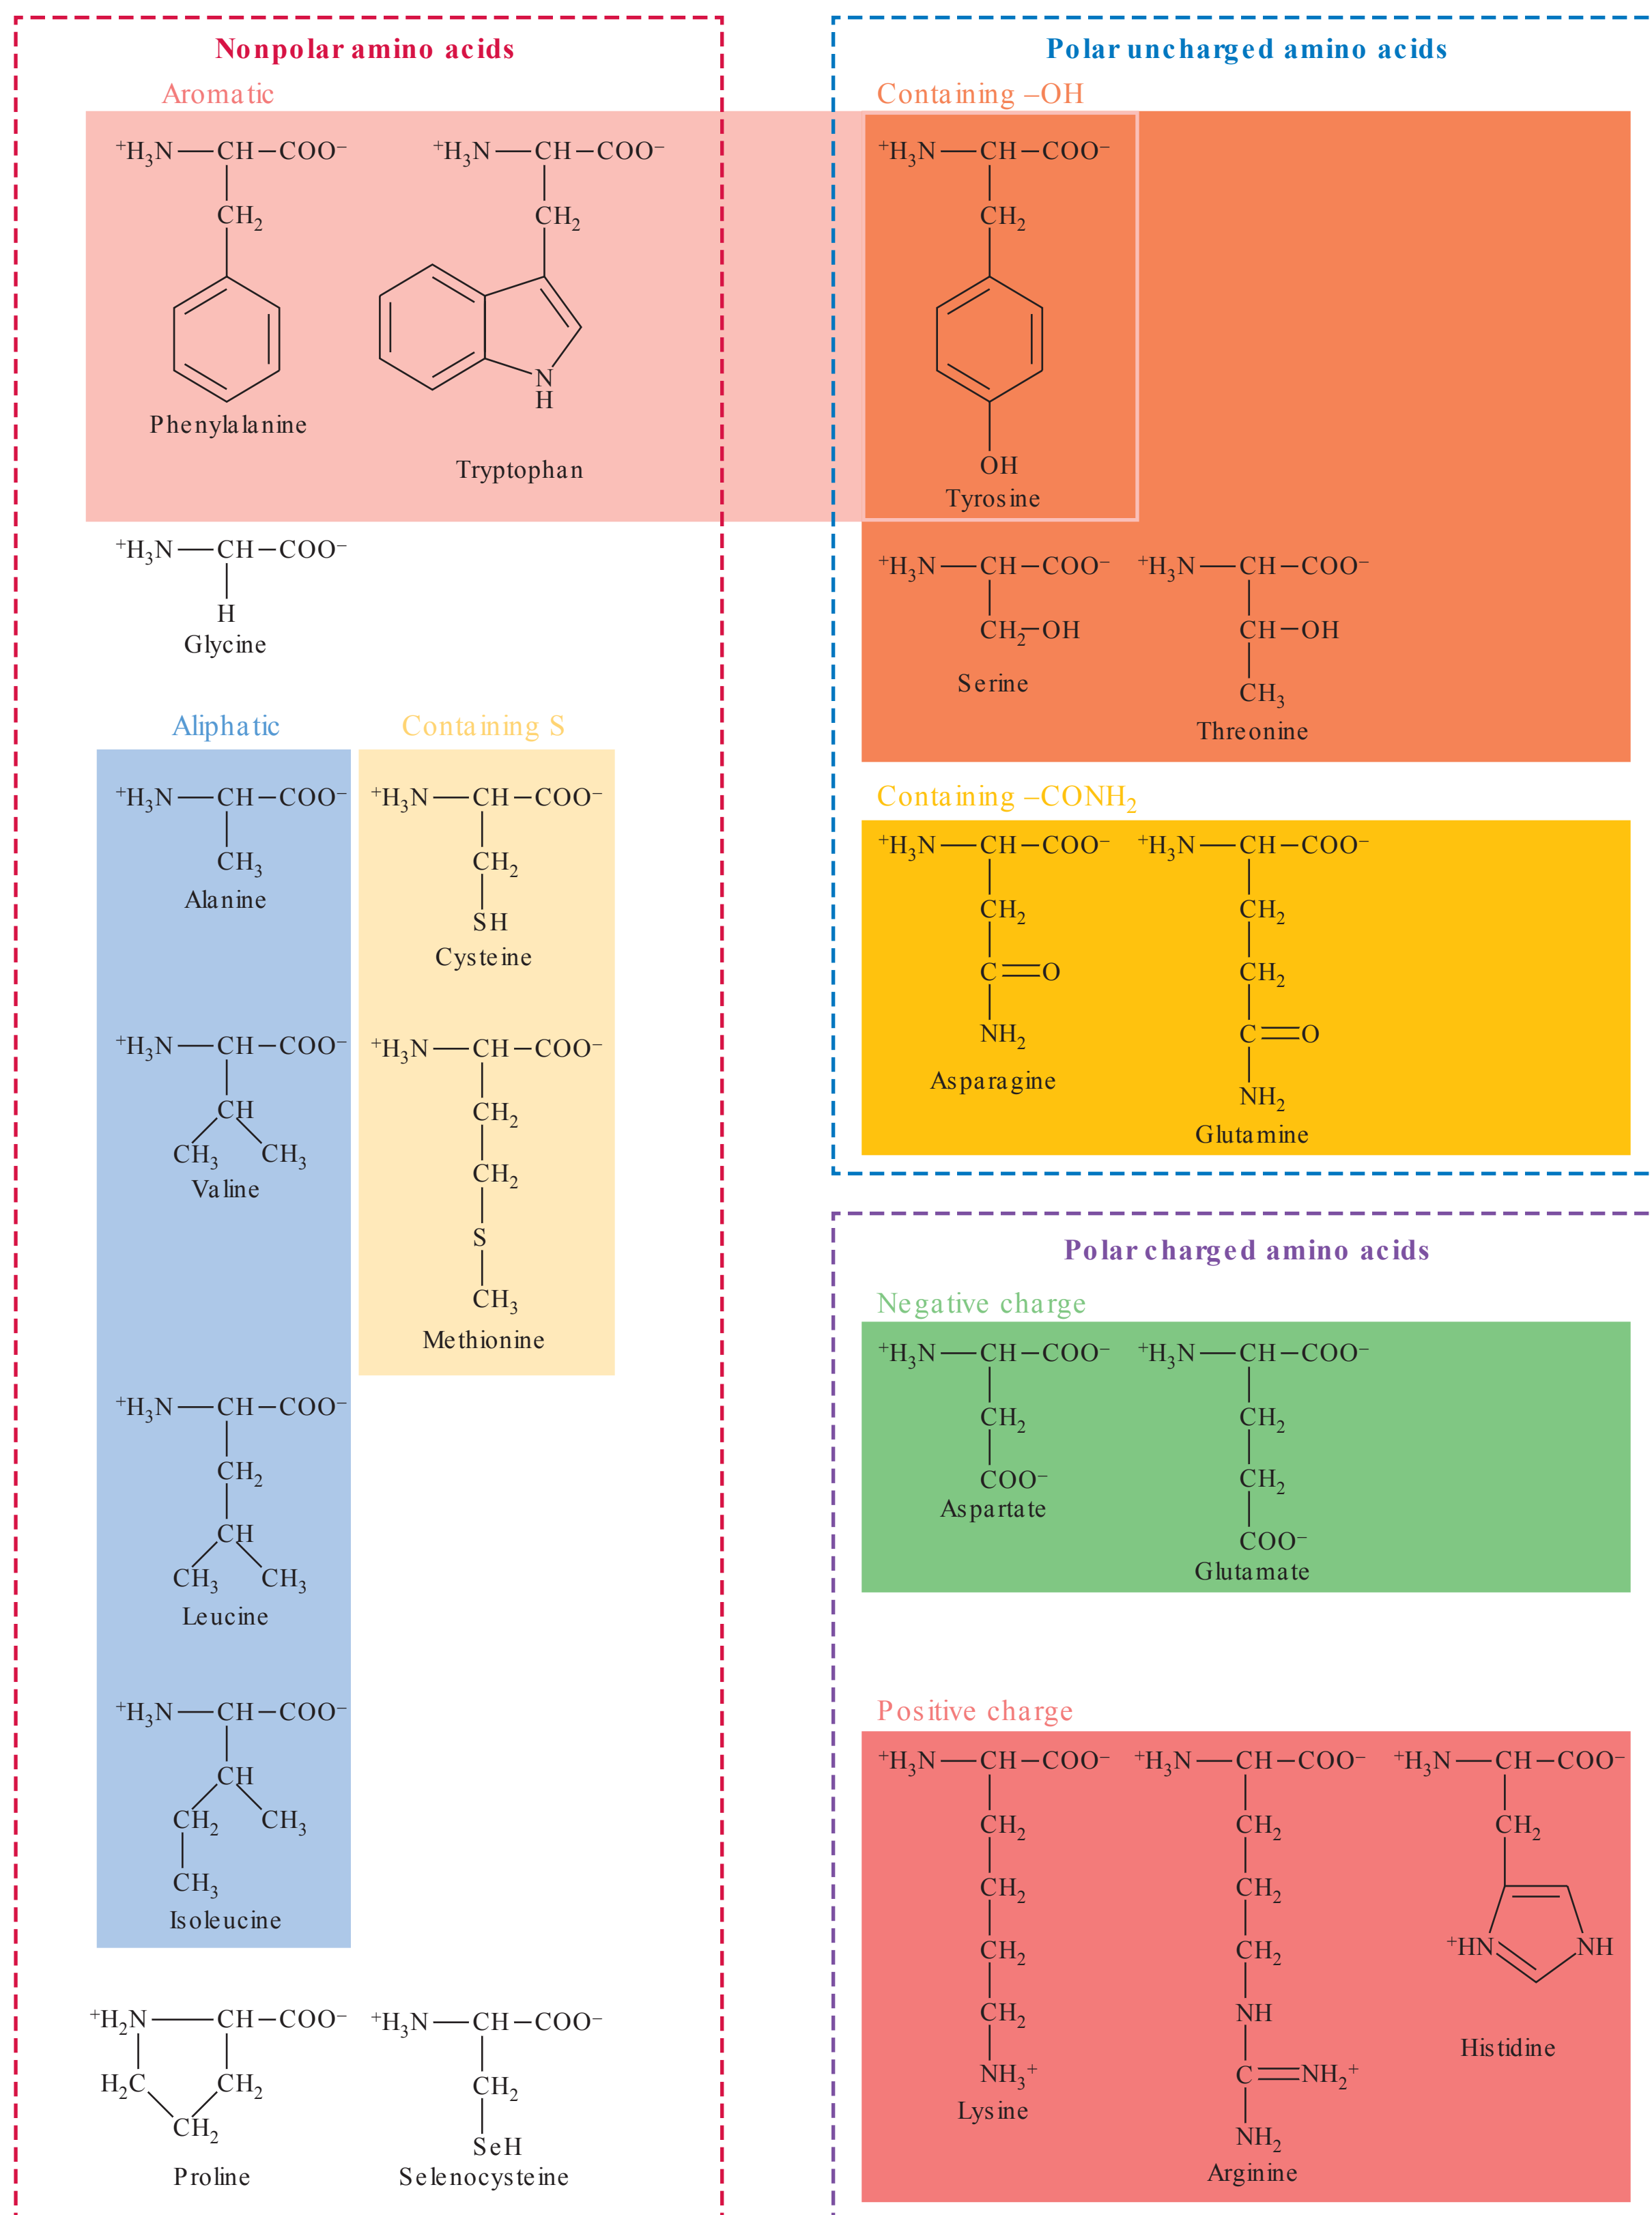 Nonpolar amino acids
Aromatic
⁺H₃N—CH—COO⁻
CH₂
Phenylalanine
⁺H₃N—CH—COO⁻
CH₂
N
H
Tryptophan
⁺H₃N—CH—COO⁻
H
Glycine
Aliphatic
⁺H₃N—CH—COO⁻
CH₃
Alanine
⁺H₃N—CH—COO⁻
CH
CH₃ CH₃
Valine
⁺H₃N—CH—COO⁻
CH₂
CH
CH₃ CH₃
Leucine
⁺H₃N—CH—COO⁻
CH
CH₂ CH₃
CH₃
Isoleucine
Containing S
⁺H₃N—CH—COO⁻
CH₂
SH
Cysteine
⁺H₃N—CH—COO⁻
CH₂
CH₂
S
CH₃
Methionine
⁺H₂N—CH—COO⁻
H₂C CH₂
CH₂
Proline
⁺H₃N—CH—COO⁻
CH₂
SeH
Selenocysteine
Polar uncharged amino acids
Containing –OH
⁺H₃N—CH—COO⁻
CH₂
OH
Tyrosine
⁺H₃N—CH—COO⁻
CH₂—OH
Serine
⁺H₃N—CH—COO⁻
CH—OH
CH₃
Threonine
Containing –CONH₂
⁺H₃N—CH—COO⁻
CH₂
C=O
NH₂
Asparagine
⁺H₃N—CH—COO⁻
CH₂
CH₂
C=O
NH₂
Glutamine
Polar charged amino acids
Negative charge
⁺H₃N—CH—COO⁻
CH₂
COO⁻
Aspartate
⁺H₃N—CH—COO⁻
CH₂
CH₂
COO⁻
Glutamate
Positive charge
⁺H₃N—CH—COO⁻
CH₂
CH₂
CH₂
CH₂
NH₃⁺
Lysine
⁺H₃N—CH—COO⁻
CH₂
CH₂
CH₂
NH
C=NH₂⁺
NH₂
Arginine
⁺H₃N—CH—COO⁻
CH₂
⁺HN NH
Histidine